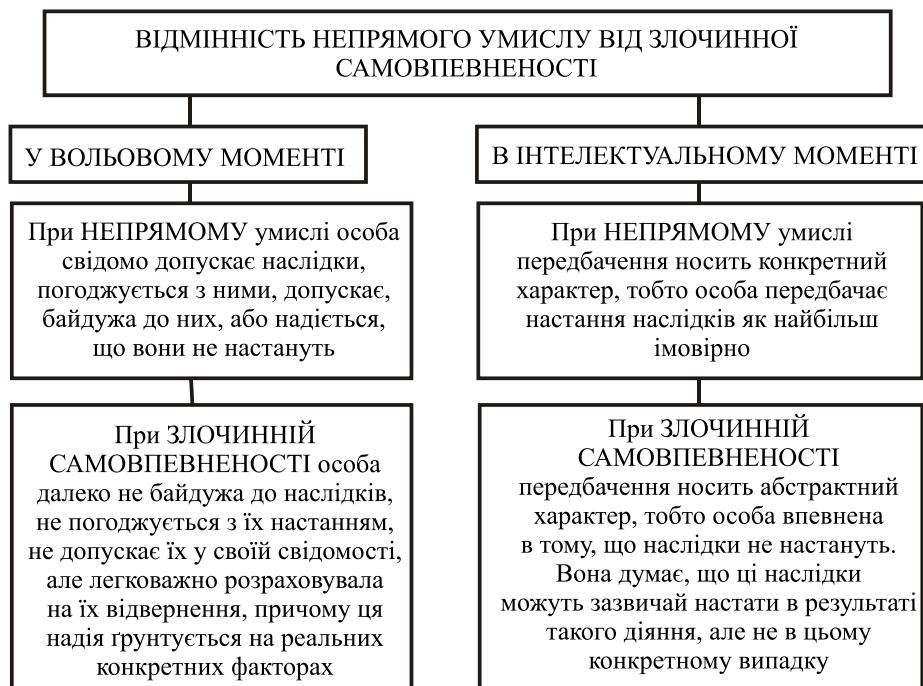 ВІДМІННІСТЬ НЕПРЯМОГО УМИСЛУ ВІД ЗЛОЧИННОЇ
САМОВПЕВНЕНОСТІ
У ВОЛЬОВОМУ МОМЕНТІ
При НЕПРЯМОМУ умислі особа
свідомо допускає наслідки,
погоджується з ними, допускає,
байдужа до них, або надіється,
що вони не настануть
При ЗЛОЧИННІЙ
САМОВПЕВНЕНОСТІ особа
далеко не байдужа до наслідків,
не погоджується з їх настанням,
не допускає їх у своїй свідомості,
але легковажно розраховувала
на їх відвернення, причому ця
надія ґрунтується на реальних
конкретних факторах
В ІНТЕЛЕКТУАЛЬНОМУ МОМЕНТІ
При НЕПРЯМОМУ умислі
передбачення носить конкретний
характер, тобто особа передбачає
настання наслідків як найбільш
імовірно
При ЗЛОЧИННІЙ
САМОВПЕВНЕНОСТІ
передбачення носить абстрактний
характер, тобто особа впевнена
в тому, що наслідки не настануть.
Вона думає, що ці наслідки
можуть зазвичай настати в результаті
такого діяння, але не в цьому
конкретному випадку